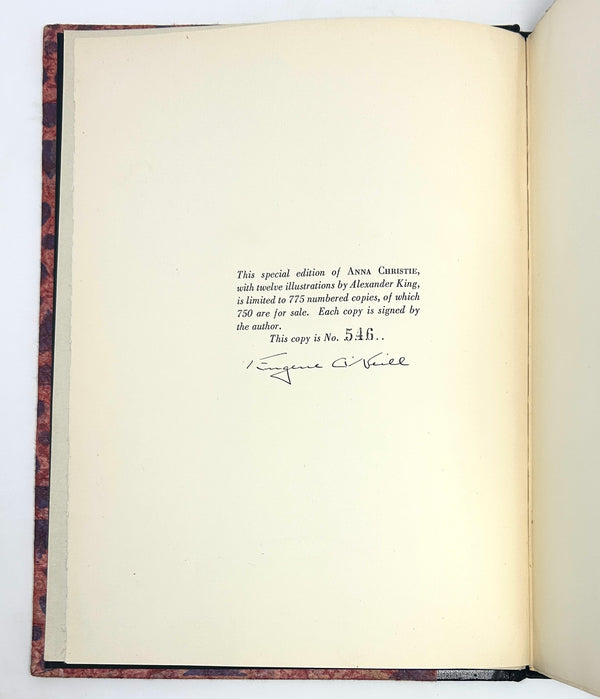 This special edition of ANNA CHRISTIE,
with twelve illustrations by Alexander King,
is limited to 775 numbered copies, of which
750 are for sale. Each copy is signed by
the author.
This copy is No. 546..
Eugene O'Neill